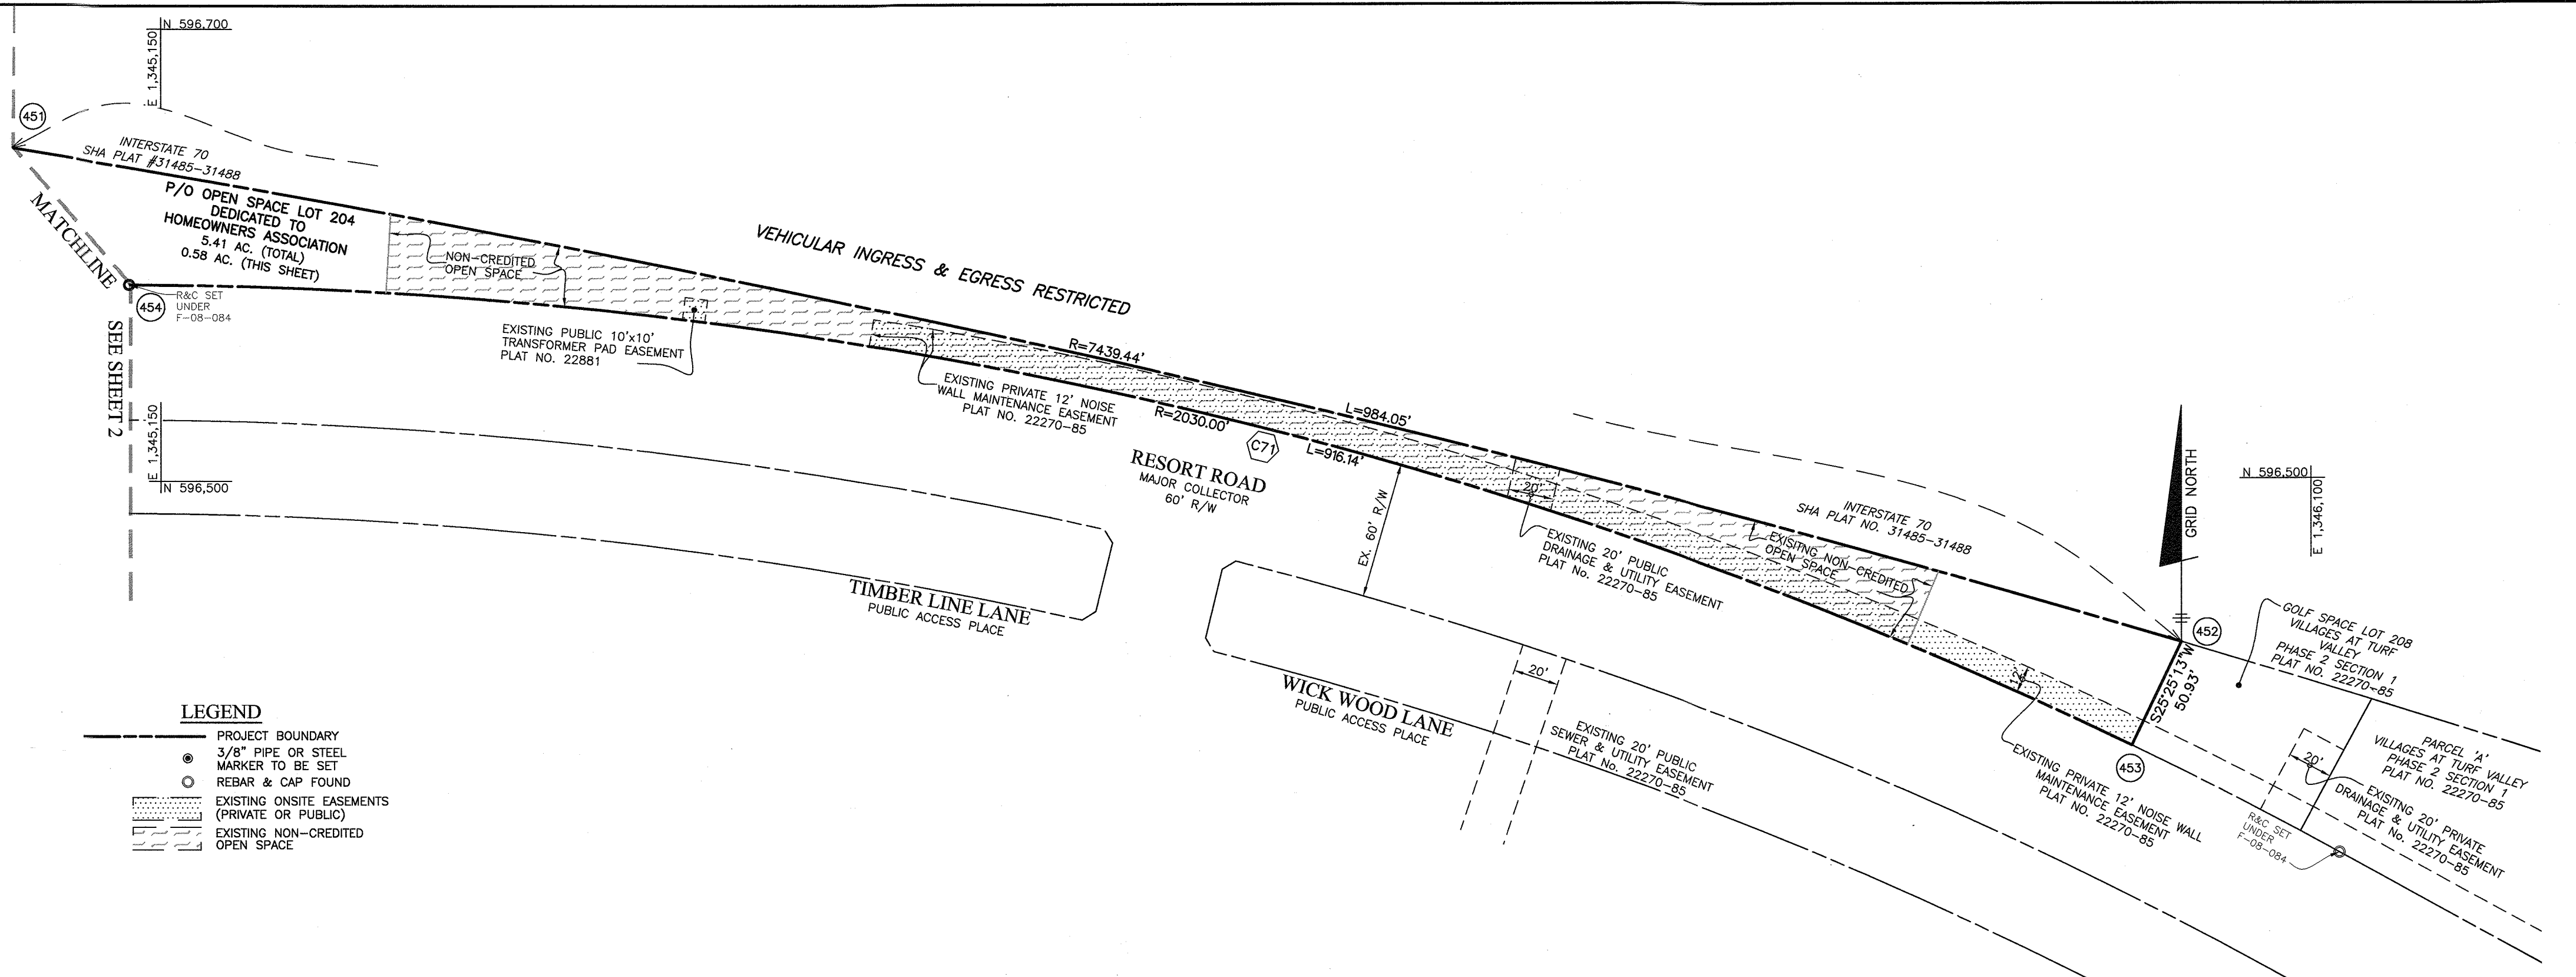 N 596,700
E 1,345,150
451
INTERSTATE 70
SHA PLAT #31485-31488
P/O OPEN SPACE LOT 204
DEDICATED TO
HOMEOWNERS ASSOCIATION
5.41 AC. (TOTAL)
0.58 AC. (THIS SHEET)
MATCHLINE
SEE SHEET 2
454
R&C SET
UNDER
F-08-084
NON-CREDITED
OPEN SPACE
VEHICULAR INGRESS & EGRESS RESTRICTED
EXISTING PUBLIC 10'x10'
TRANSFORMER PAD EASEMENT
PLAT NO. 22881
E 1,345,150
N 596,500
EXISTING PRIVATE 12' NOISE
WALL MAINTENANCE EASEMENT
PLAT NO. 22270-85
R=7439.44'
L=984.05'
R=2030.00'
C71
L=916.14'
RESORT ROAD
MAJOR COLLECTOR
60' R/W
EX. 60' R/W
20'
EXISTING 20' PUBLIC
DRAINAGE & UTILITY EASEMENT
PLAT No. 22270-85
EXISITNG NON-CREDITED
OPEN SPACE
INTERSTATE 70
SHA PLAT NO. 31485-31488
GRID NORTH
N 596,500
E 1,346,100
452
GOLF SPACE LOT 208
VILLAGES AT TURF
VALLEY
PHASE 2 SECTION 1
PLAT NO. 22270-85
S25°25'13"W
50.93'
12'
453
TIMBER LINE LANE
PUBLIC ACCESS PLACE
WICK WOOD LANE
PUBLIC ACCESS PLACE
20'
EXISTING 20' PUBLIC
SEWER & UTILITY EASEMENT
PLAT No. 22270-85
EXISTING PRIVATE 12' NOISE WALL
MAINTENANCE EASEMENT
PLAT NO. 22270-85
PARCEL 'A'
VILLAGES AT TURF VALLEY
PHASE 2 SECTION 1
PLAT NO. 22270-85
20'
EXISITNG 20' PRIVATE
DRAINAGE & UTILITY EASEMENT
PLAT No. 22270-85
R&C SET
UNDER
F-08-084
LEGEND
PROJECT BOUNDARY
3/8" PIPE OR STEEL
MARKER TO BE SET
REBAR & CAP FOUND
EXISTING ONSITE EASEMENTS
(PRIVATE OR PUBLIC)
EXISTING NON-CREDITED
OPEN SPACE